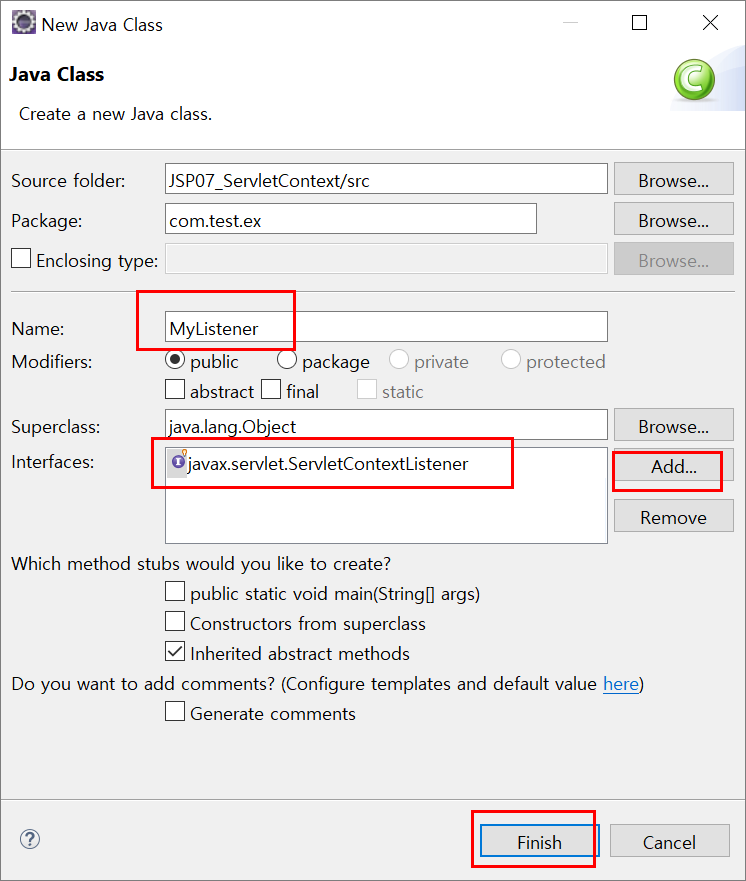 New Java Class
Java Class
Create a new Java class.
Source folder: JSP07_ServletContext/src Browse...
Package: com.test.ex Browse...
Enclosing type: Browse...
Name: MyListener
Modifiers: public package private protected
abstract final static
Superclass: java.lang.Object Browse...
Interfaces: javax.servlet.ServletContextListener Add...
Remove
Which method stubs would you like to create?
public static void main(String[] args)
Constructors from superclass
Inherited abstract methods
Do you want to add comments? (Configure templates and default value here)
Generate comments
Finish Cancel